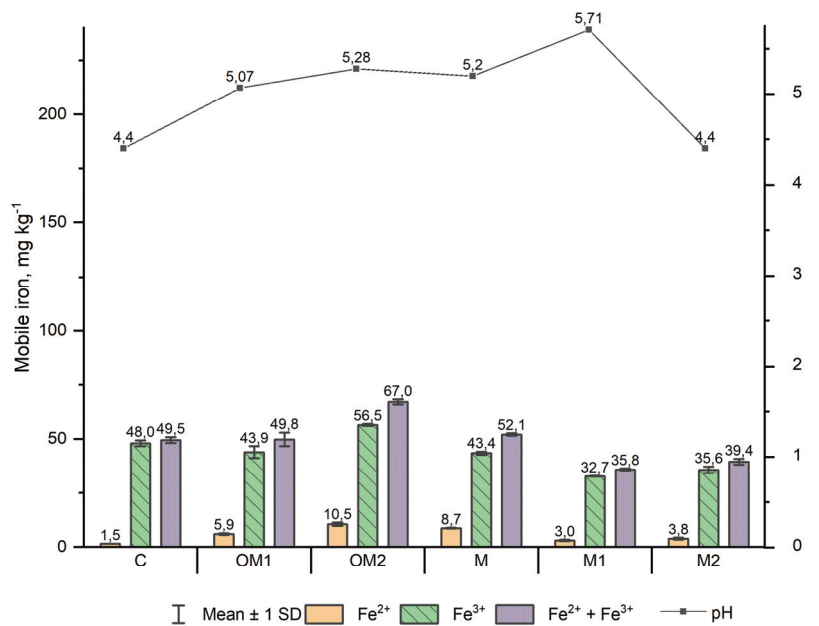 5,71
5,28
5,2
5,07
4,4
4,4
200
150
100
50
0
Mobile iron, mg kg⁻¹
5
4
3
2
1
0
1,5 48,0 49,5
5,9 43,9 49,8
10,5 56,5 67,0
8,7 43,4 52,1
3,0 32,7 35,8
3,8 35,6 39,4
C OM1 OM2 M M1 M2
Mean ± 1 SD Fe²⁺ Fe³⁺ Fe²⁺ + Fe³⁺ pH